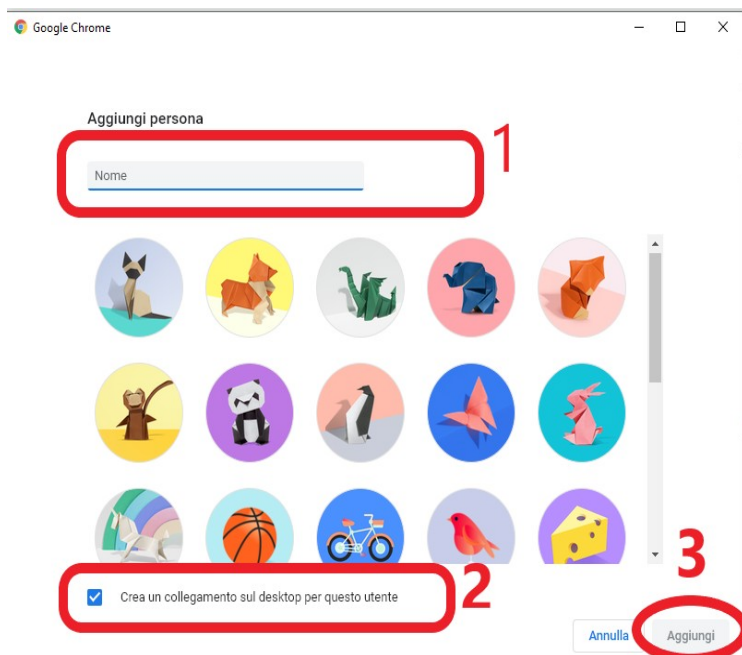 Google Chrome
Aggiungi persona
1
Nome
2
Crea un collegamento sul desktop per questo utente
3
Annulla
Aggiungi